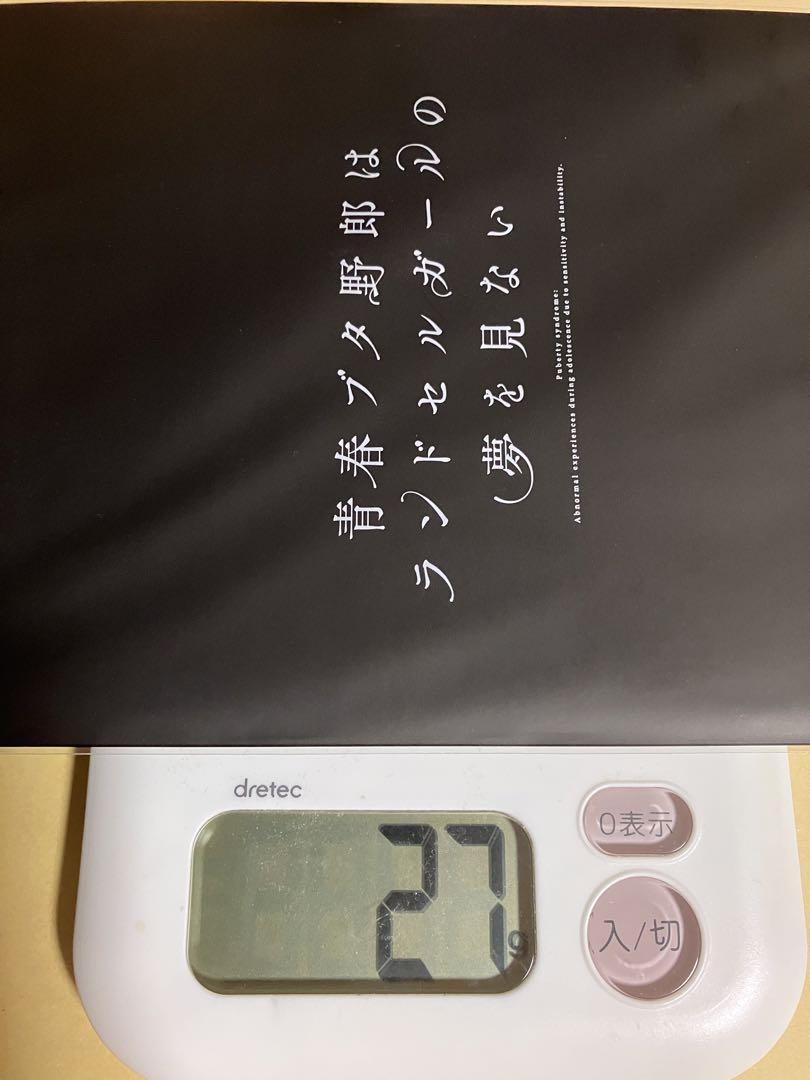 青春ブタ野郎は
ランドセルガールの
夢を見ない
Puberty syndrome:
Abnormal experiences during adolescence due to sensitivity and instability.
dretec
27g
0表示
入/切